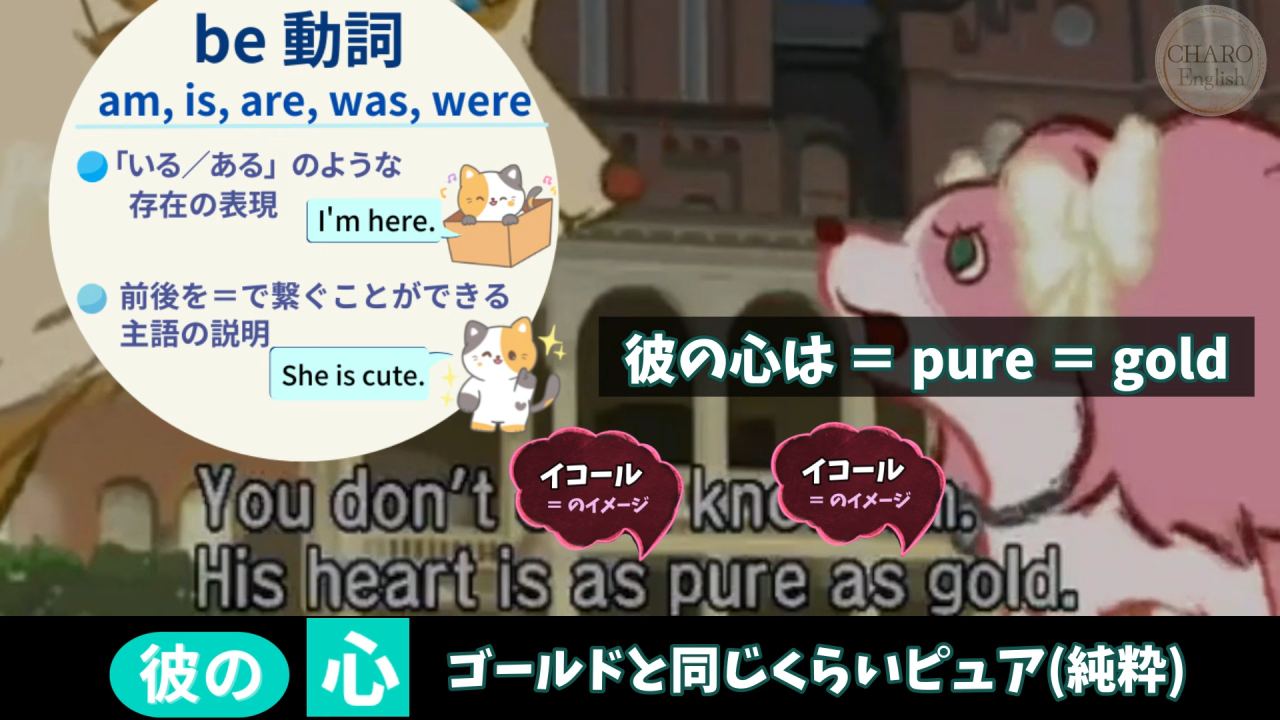 be 動詞
am, is, are, was, were
「いる／ある」のような
存在の表現
I'm here.
前後を＝で繋ぐことができる
主語の説明
She is cute.
CHARO
English
彼の心は ＝ pure ＝ gold
イコール
＝ のイメージ
イコール
＝ のイメージ
You don't
His heart is as pure as gold.
彼の 心 ゴールドと同じくらいピュア(純粋)